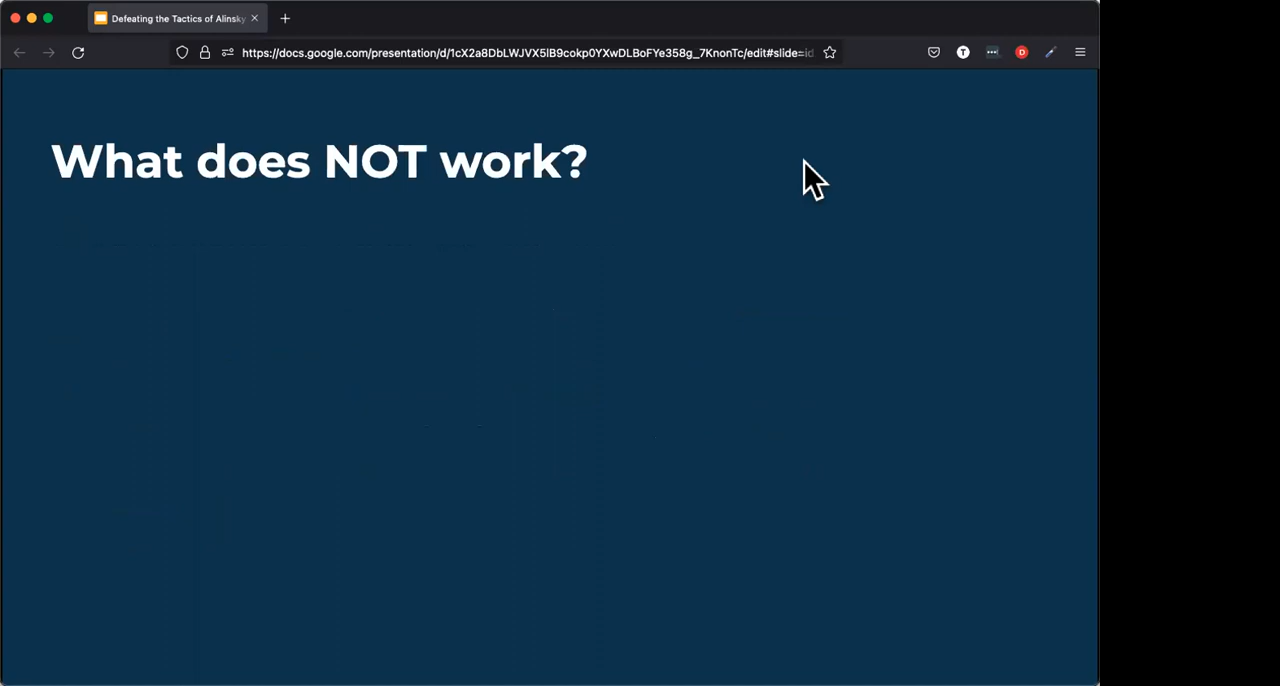 Defeating the Tactics of Alinsky
https://docs.google.com/presentation/d/1cX2a8DbLWJVX5lB9cokp0YXwDLBoFYe358g_7KnonTc/edit#slide=id
T
D
What does NOT work?